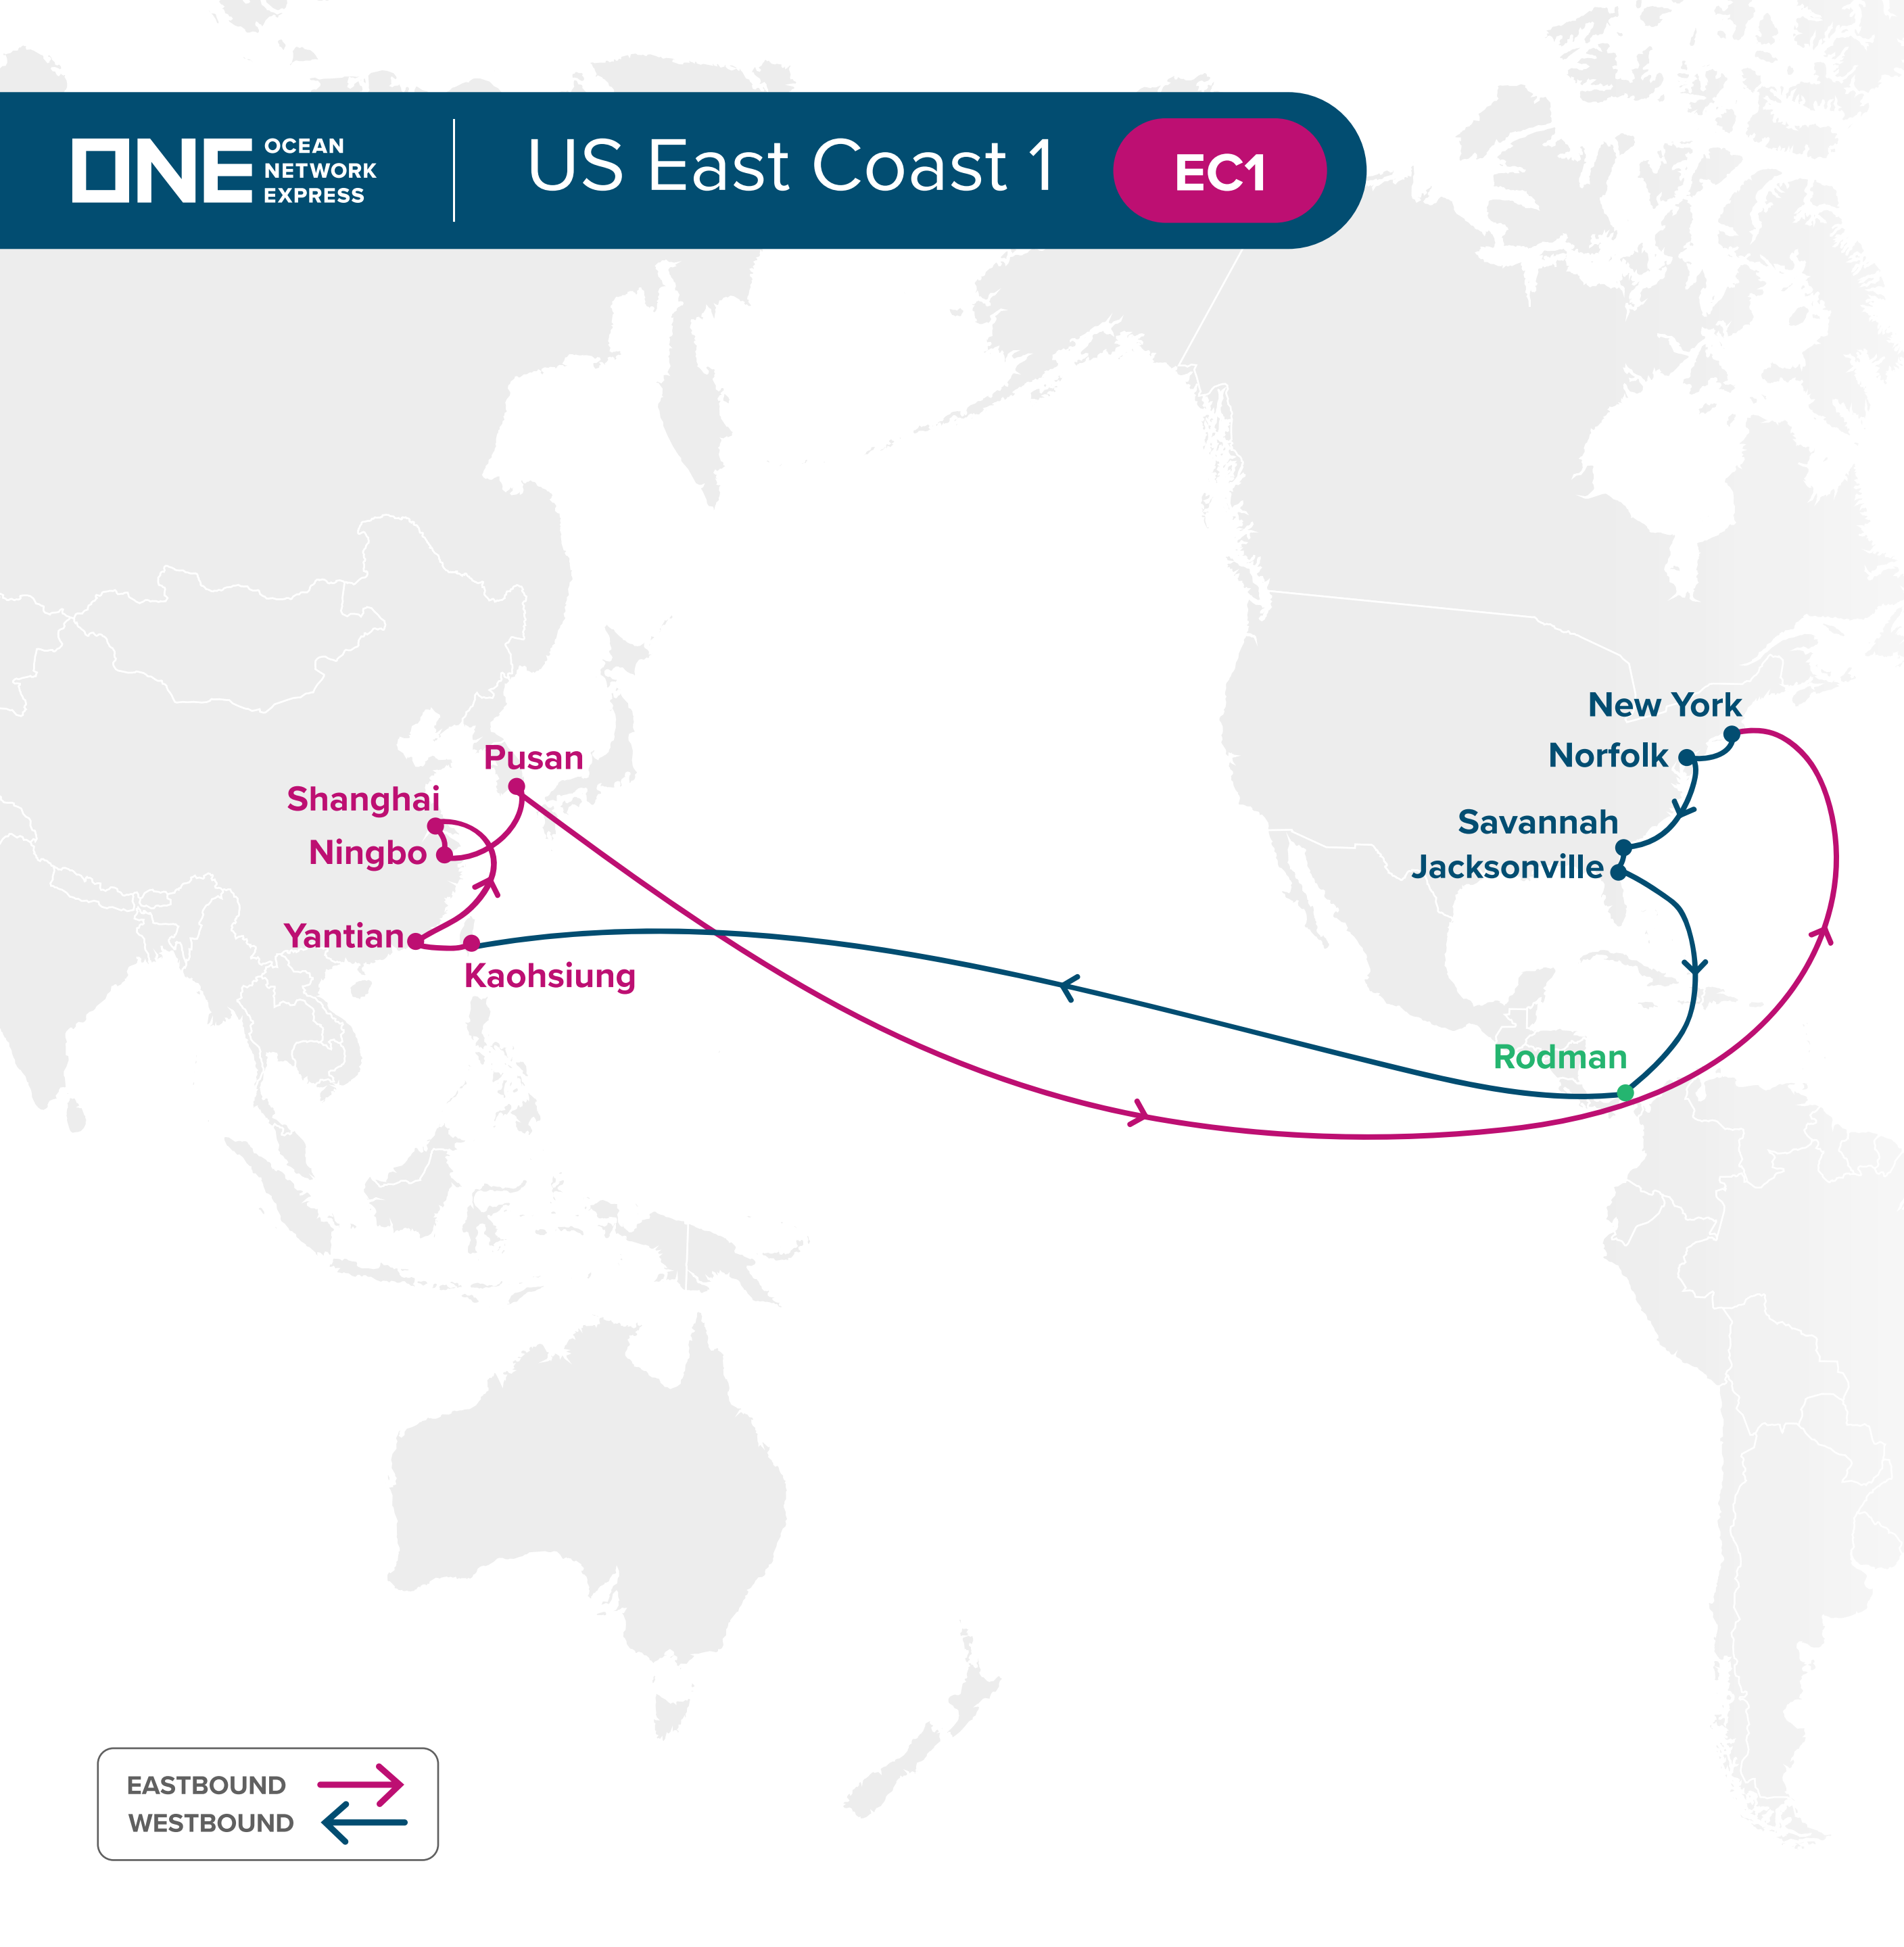 ONE
OCEAN
NETWORK
EXPRESS
US East Coast 1
EC1
New York
Norfolk
Pusan
Shanghai
Savannah
Ningbo
Jacksonville
Yantian
Kaohsiung
Rodman
EASTBOUND
WESTBOUND